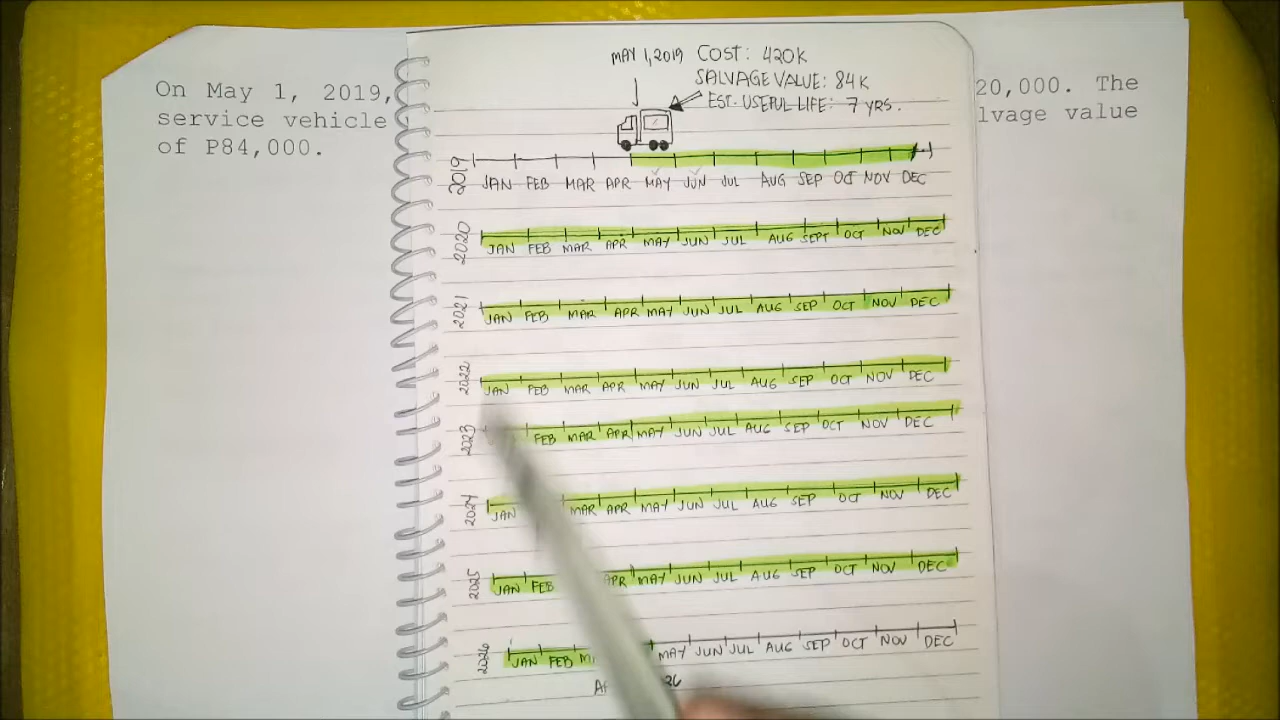 On May 1, 2019,
20,000. The
service vehicle
lvage value
of P84,000.
MAY 1, 2019 COST: 420K
SALVAGE VALUE: 84K
EST. USEFUL LIFE: 7 YRS.
2019
JAN FEB MAR APR MAY JUN JUL AUG SEP OCT NOV DEC
2020
JAN FEB MAR APR MAY JUN JUL AUG SEPT OCT NOV DEC
2021
JAN FEB MAR APR MAY JUN JUL AUG SEP OCT NOV DEC
2022
JAN FEB MAR APR MAY JUN JUL AUG SEP OCT NOV DEC
2023
FEB MAR APR MAY JUN JUL AUG SEP OCT NOV DEC
2024
JAN MAR APR MAY JUN JUL AUG SEP OCT NOV DEC
2025
JAN FEB APR MAY JUN JUL AUG SEP OCT NOV DEC
2026
JAN FEB MAY JUN JUL AUG SEP OCT NOV DEC